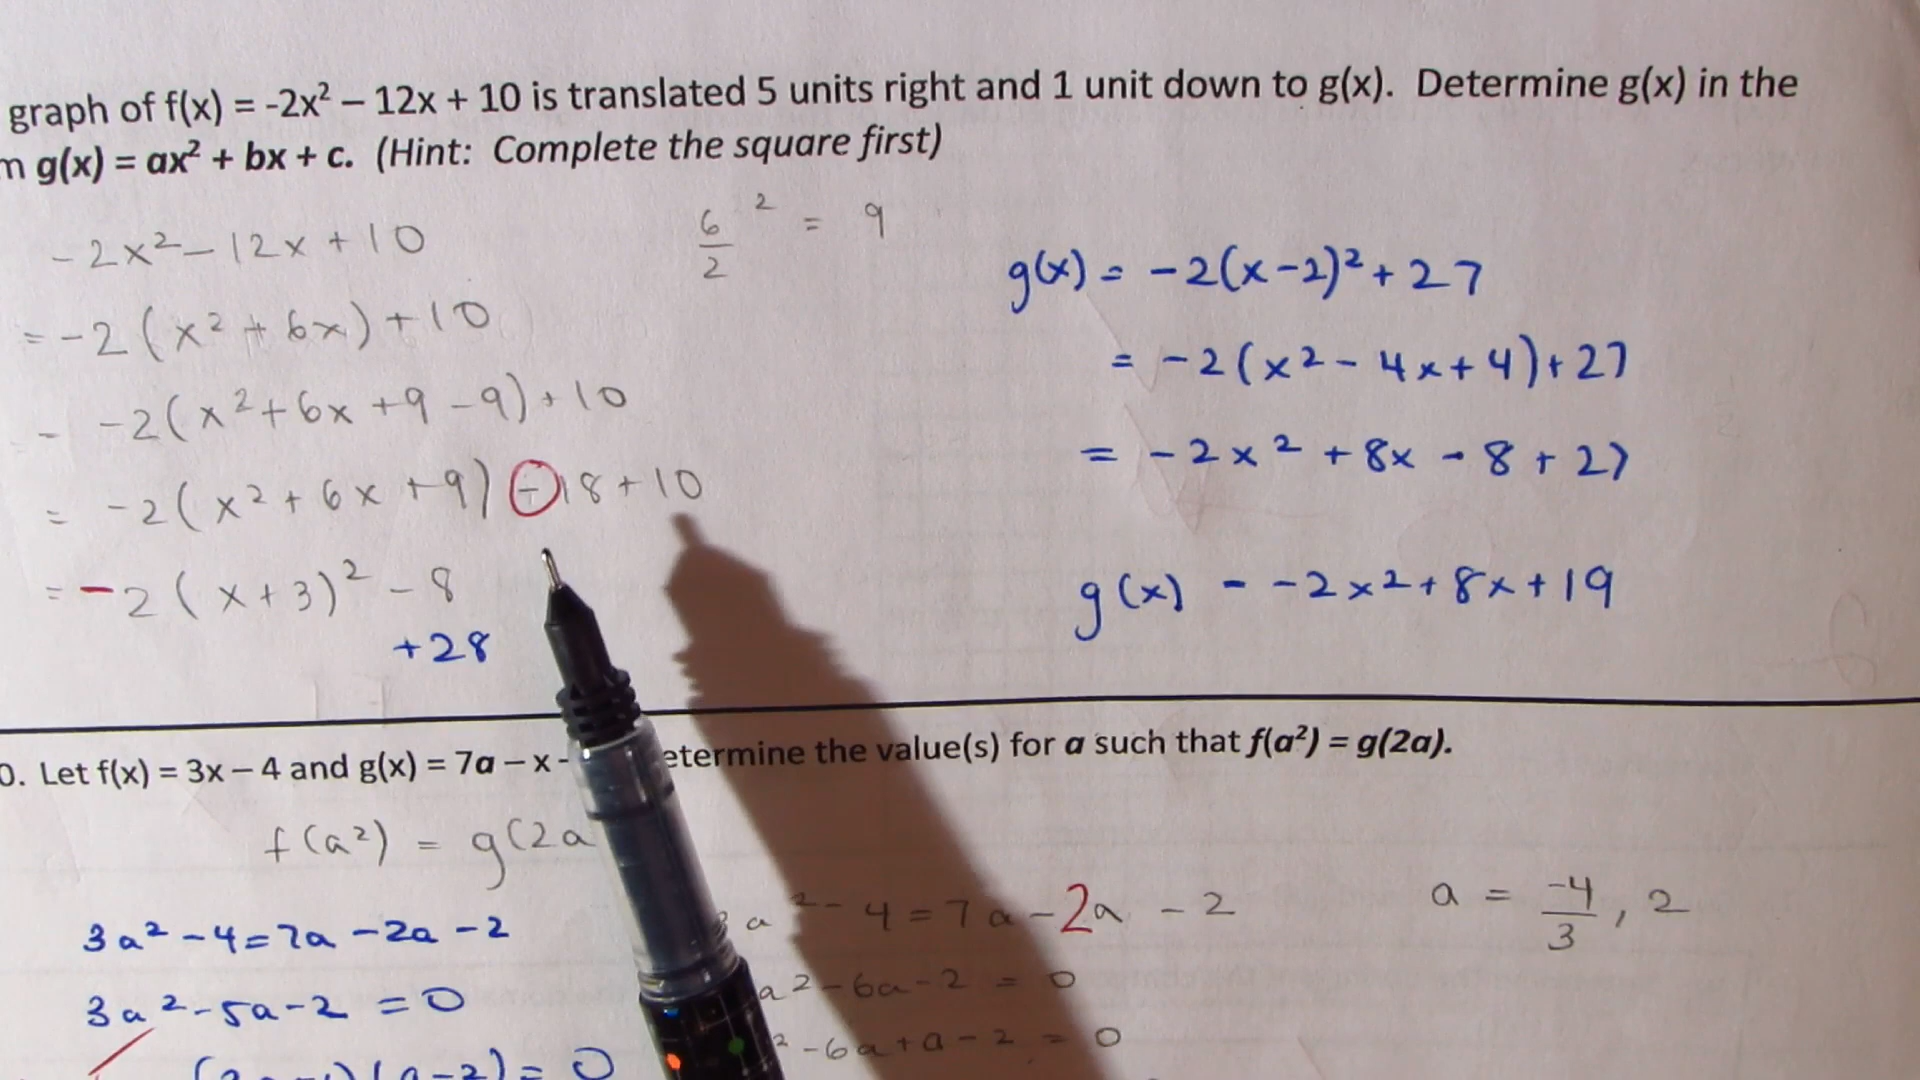 graph of f(x) = -2x² – 12x + 10 is translated 5 units right and 1 unit down to g(x). Determine g(x) in the
m g(x) = ax² + bx + c. (Hint: Complete the square first)
-2x² - 12x + 10
= -2(x² + 6x) + 10
- -2(x² + 6x + 9 - 9) + 10
= -2(x² + 6x + 9) - 18 + 10
= -2(x + 3)² - 8
+28
6/2 ² = 9
g(x) = -2(x-2)² + 27
= -2(x² - 4x + 4) + 27
= -2x² + 8x - 8 + 27
g(x) - -2x² + 8x + 19
0. Let f(x) = 3x – 4 and g(x) = 7a – x - etermine the value(s) for a such that f(a²) = g(2a).
f(a²) = g(2a
3a² - 4 = 7a - 2a - 2
3a² - 5a - 2 = 0
(a-2) = 0
a² - 4 = 7a - 2a - 2
a² - 6a - 2 = 0
² - 6a + a - 2 = 0
a = -4/3, 2